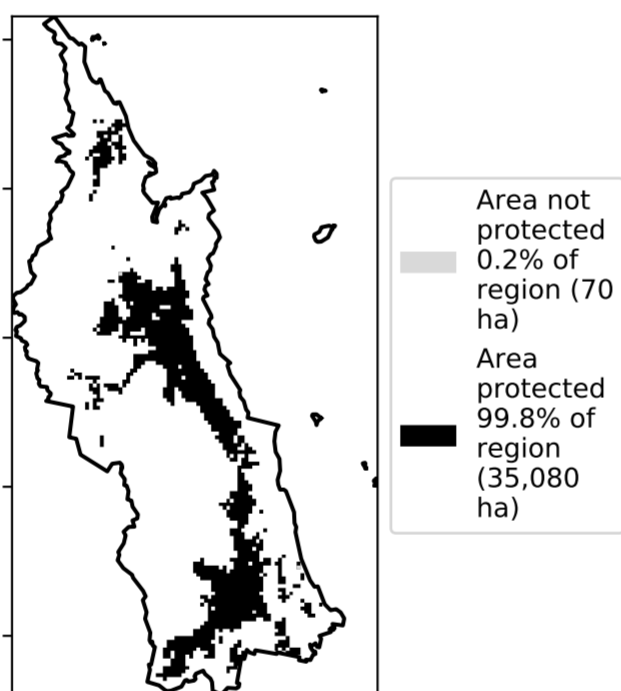 Area not
protected
0.2% of
region (70
ha)
Area
protected
99.8% of
region
(35,080
ha)